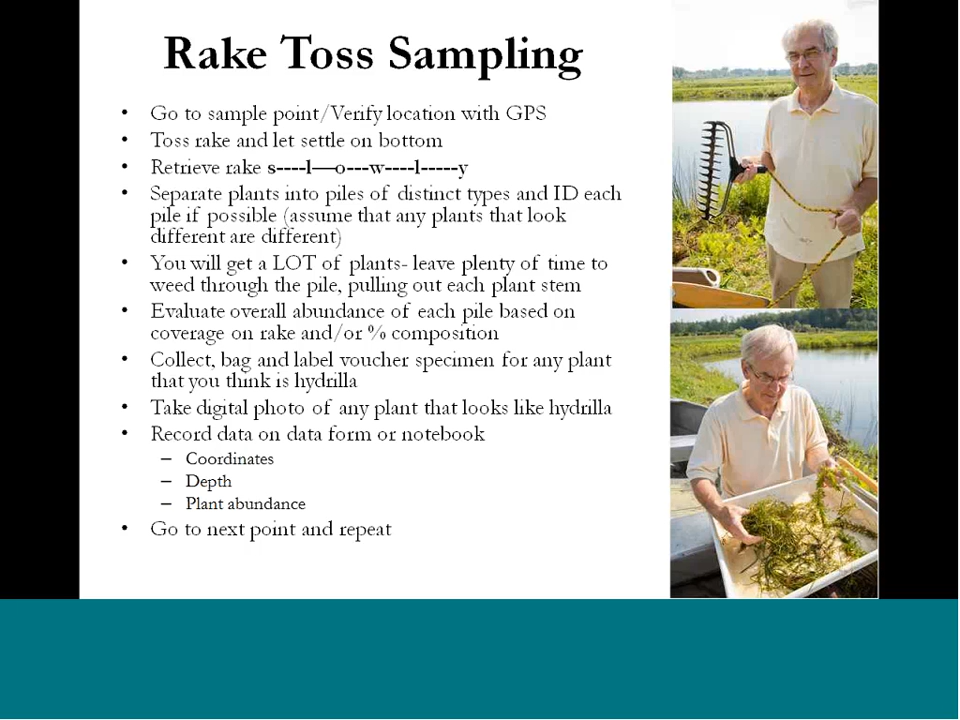 Rake Toss Sampling
• Go to sample point/Verify location with GPS
• Toss rake and let settle on bottom
• Retrieve rake s----l—o---w----l-----y
• Separate plants into piles of distinct types and ID each
pile if possible (assume that any plants that look
different are different)
• You will get a LOT of plants- leave plenty of time to
weed through the pile, pulling out each plant stem
• Evaluate overall abundance of each pile based on
coverage on rake and/or % composition
• Collect, bag and label voucher specimen for any plant
that you think is hydrilla
• Take digital photo of any plant that looks like hydrilla
• Record data on data form or notebook
– Coordinates
– Depth
– Plant abundance
• Go to next point and repeat